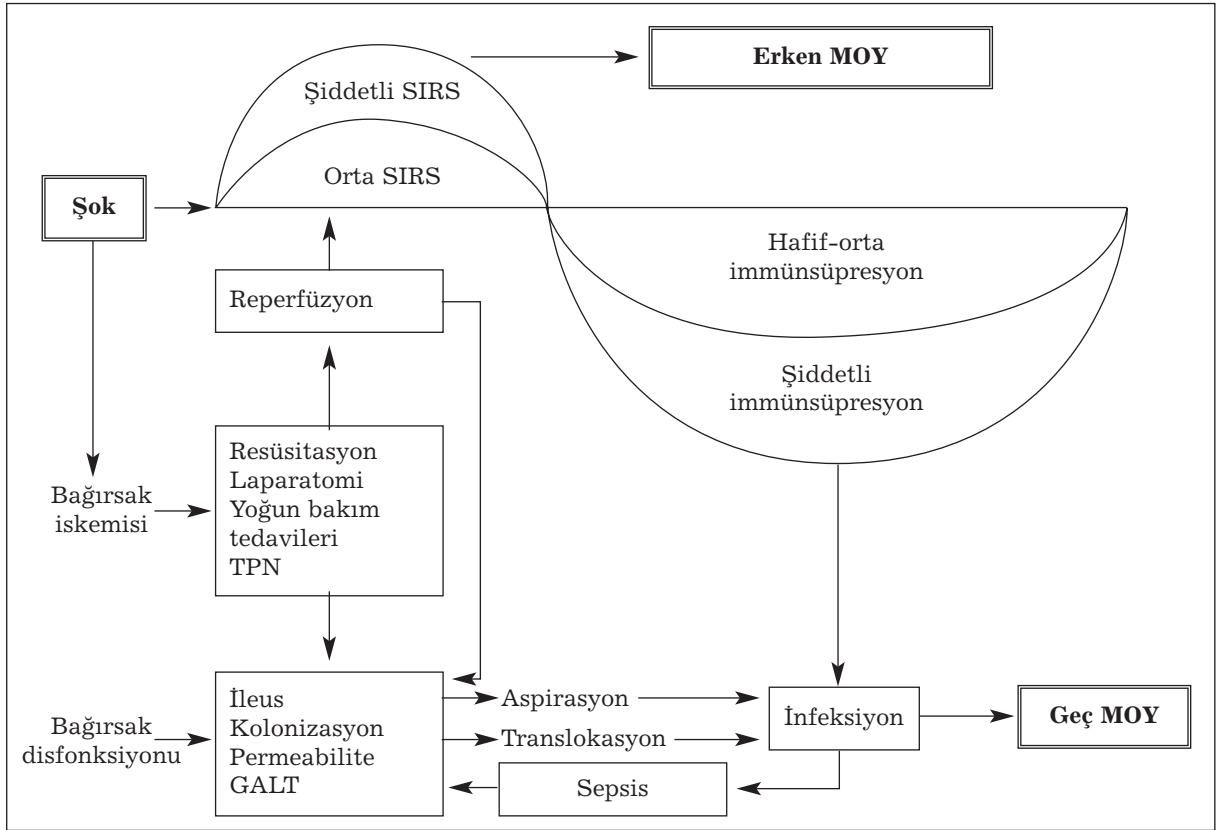 Erken MOY
Şiddetli SIRS
Orta SIRS
Şok
Hafif-orta
immünsüpresyon
Reperfüzyon
Şiddetli
immünsüpresyon
Resüsitasyon
Laparatomi
Yoğun bakım
tedavileri
TPN
Bağırsak
iskemisi
İleus
Kolonizasyon
Permeabilite
GALT
Bağırsak
disfonksiyonu
Aspirasyon
Translokasyon
İnfeksiyon
Geç MOY
Sepsis